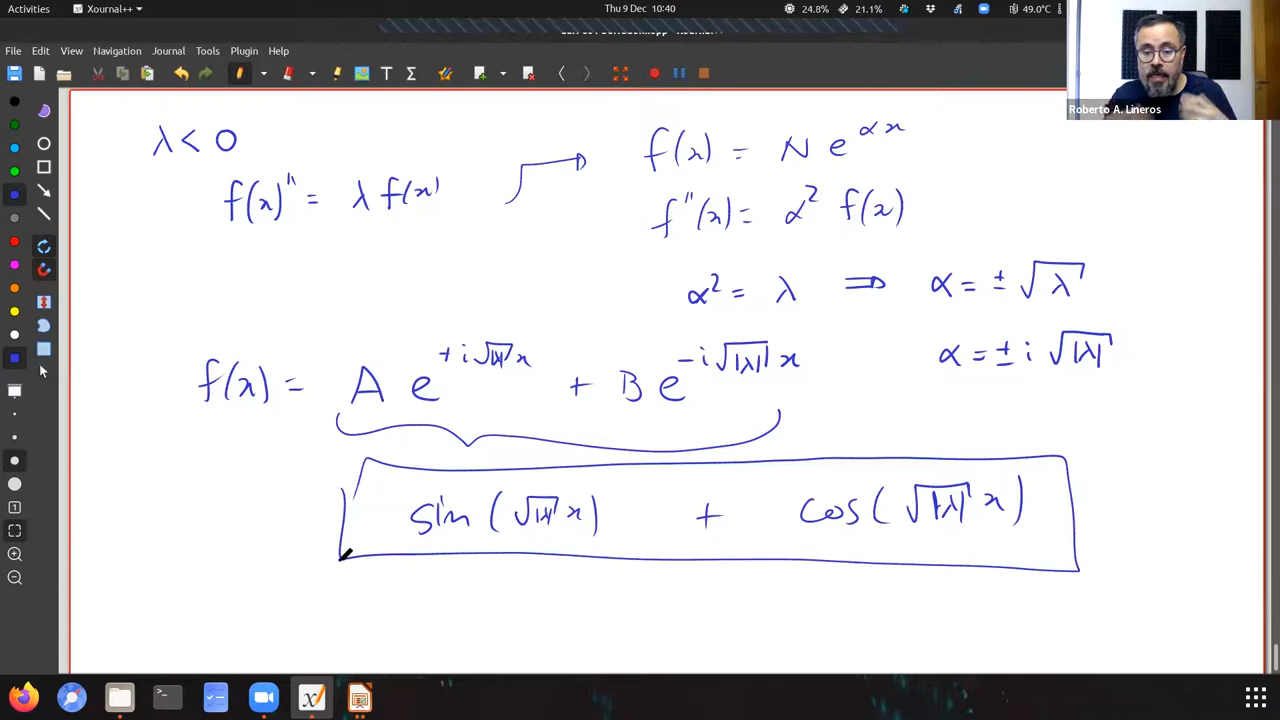 Activities Xournal++ Thu 9 Dec 10:40 24.8% 21.1% 49.0°C
File Edit View Navigation Journal Tools Plugin Help
Roberto A. Lineros
λ < 0
f(x)" = λ f(x)
f(x) = N e^{αx}
f"(x) = α² f(x)
α² = λ ⇒ α = ± √λ
α = ± i √|λ|
f(x) = A e^{+i√|λ|x} + B e^{-i√|λ|x}
sin(√|λ| x) + cos(√|λ| x)